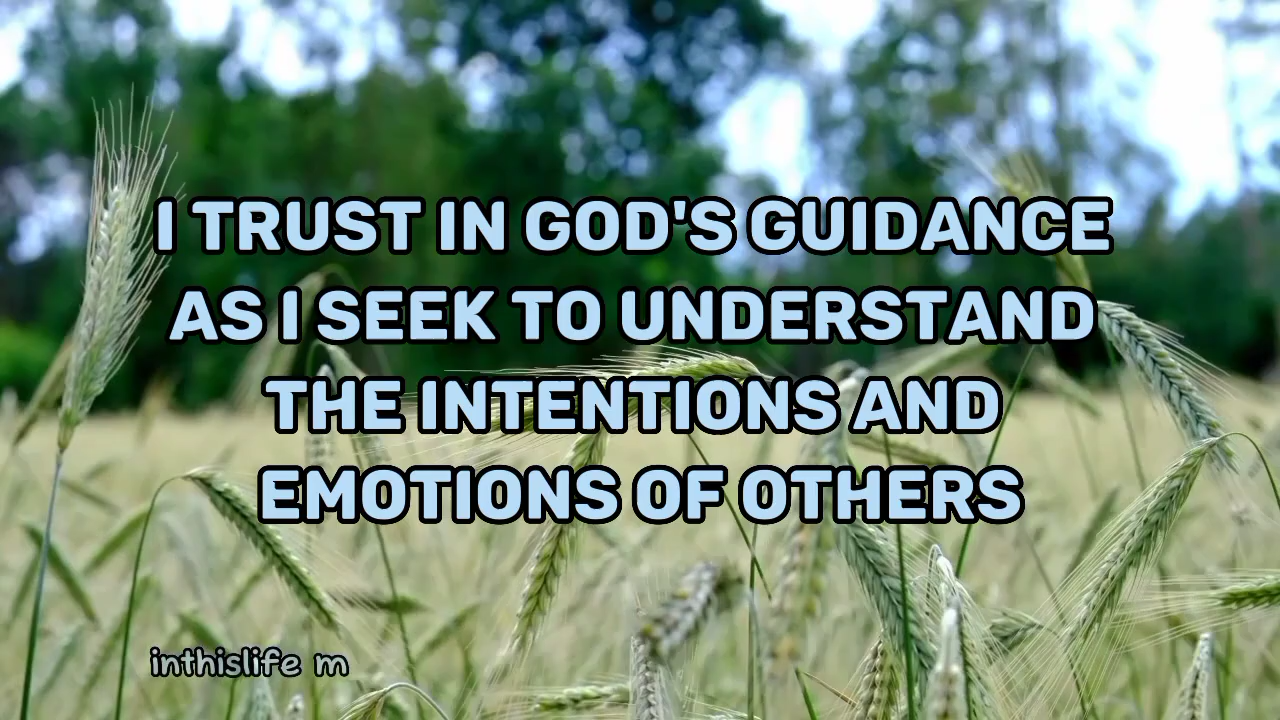 I TRUST IN GOD'S GUIDANCE
AS I SEEK TO UNDERSTAND
THE INTENTIONS AND
EMOTIONS OF OTHERS
inthislife m